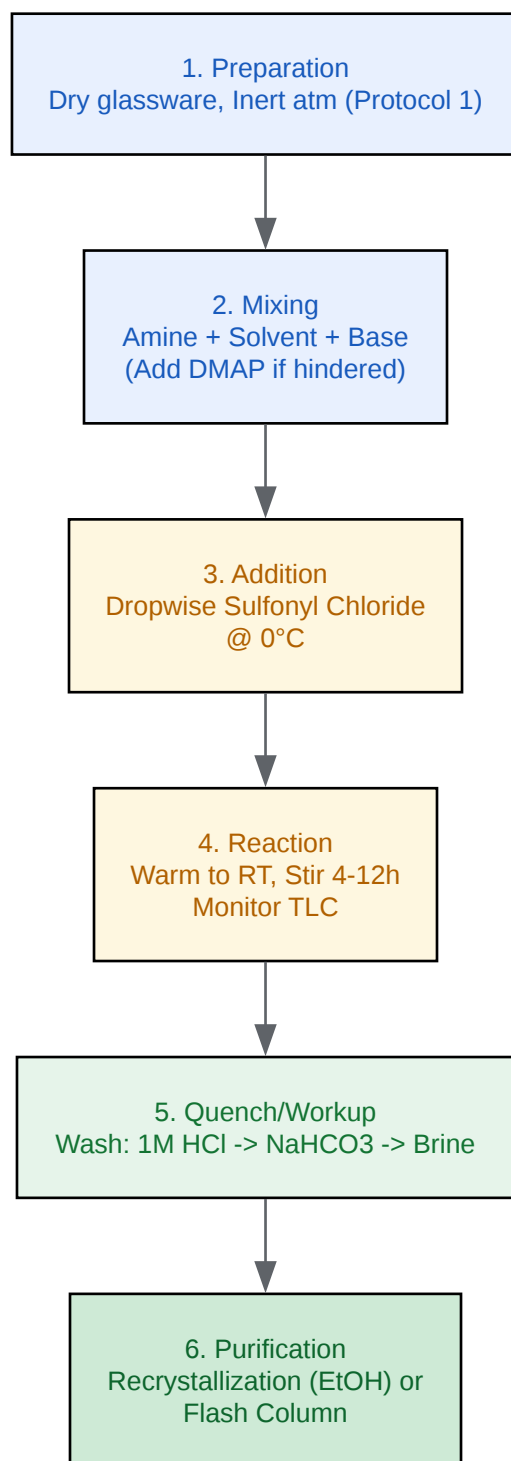 1. Preparation
Dry glassware, Inert atm (Protocol 1)
2. Mixing
Amine + Solvent + Base
(Add DMAP if hindered)
3. Addition
Dropwise Sulfonyl Chloride
@ 0°C
4. Reaction
Warm to RT, Stir 4-12h
Monitor TLC
5. Quench/Workup
Wash: 1M HCl -> NaHCO3 -> Brine
6. Purification
Recrystallization (EtOH) or
Flash Column